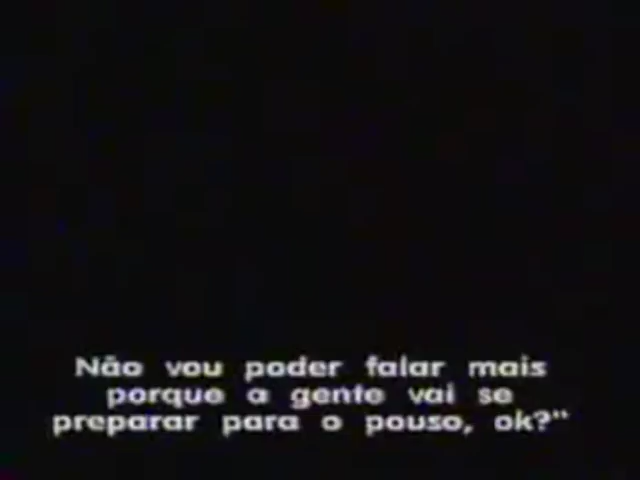 Não vou poder falar mais
porque a gente vai se
preparar para o pouso, ok?"